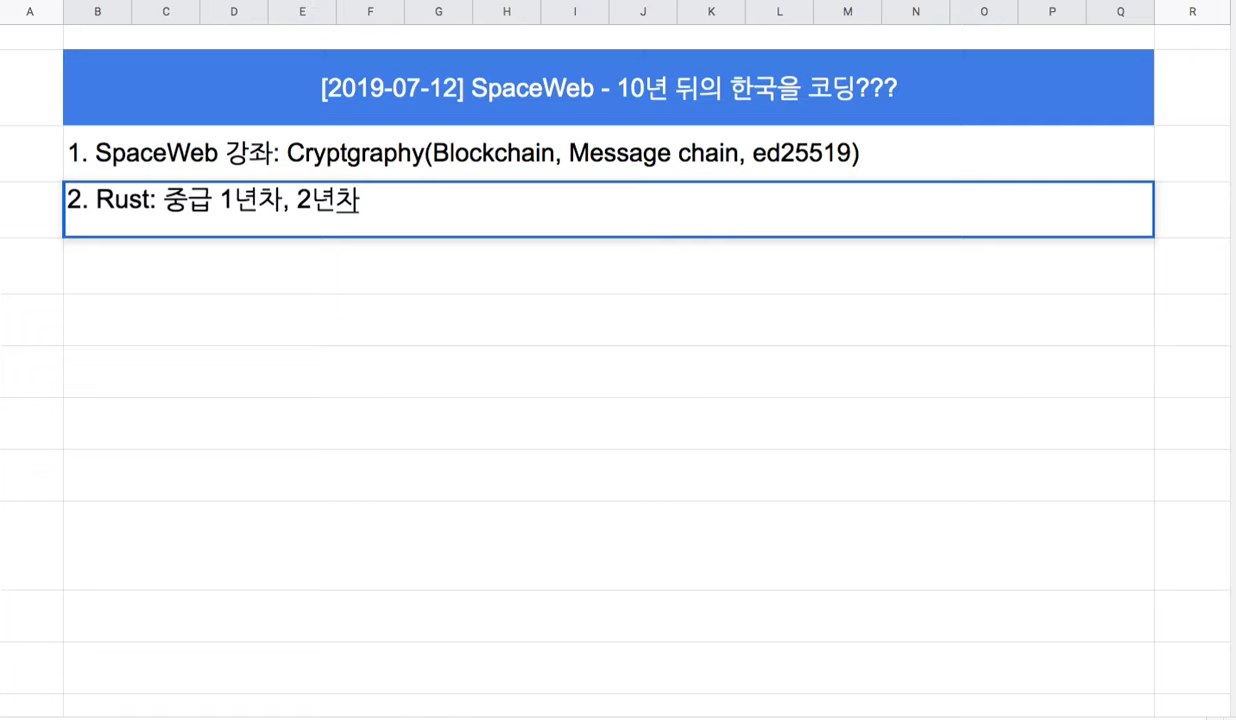 A B C D E F G H I J K L M N O P Q R
[2019-07-12] SpaceWeb - 10년 뒤의 한국을 코딩???
1. SpaceWeb 강좌: Cryptgraphy(Blockchain, Message chain, ed25519)
2. Rust: 중급 1년차, 2년차